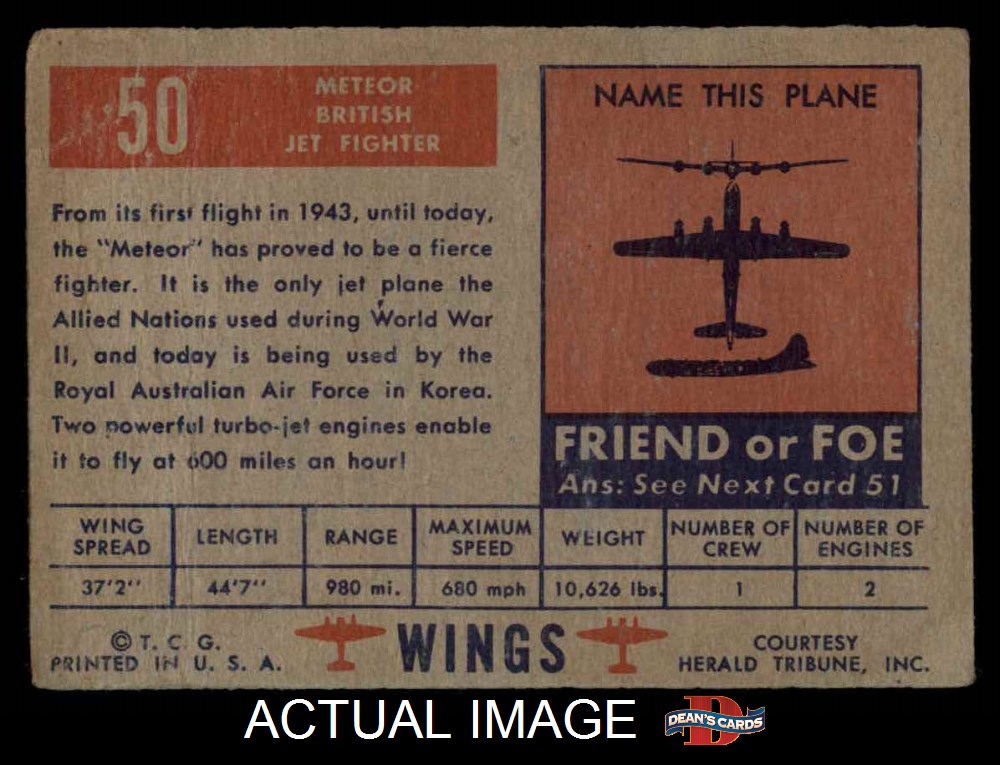 50
METEOR
BRITISH
JET FIGHTER
From its first flight in 1943, until today,
the "Meteor" has proved to be a fierce
fighter. It is the only jet plane the
Allied Nations used during World War
II, and today is being used by the
Royal Australian Air Force in Korea.
Two powerful turbo-jet engines enable
it to fly at 600 miles an hour!
NAME THIS PLANE
FRIEND or FOE
Ans: See Next Card 51
WING SPREAD
LENGTH
RANGE
MAXIMUM SPEED
WEIGHT
NUMBER OF CREW
NUMBER OF ENGINES
37'2''
44'7''
980 mi.
680 mph
10,626 lbs.
1
2
© T. C. G.
PRINTED IN U. S. A.
WINGS
COURTESY
HERALD TRIBUNE, INC.
ACTUAL IMAGE
D
DEAN'S CARDS